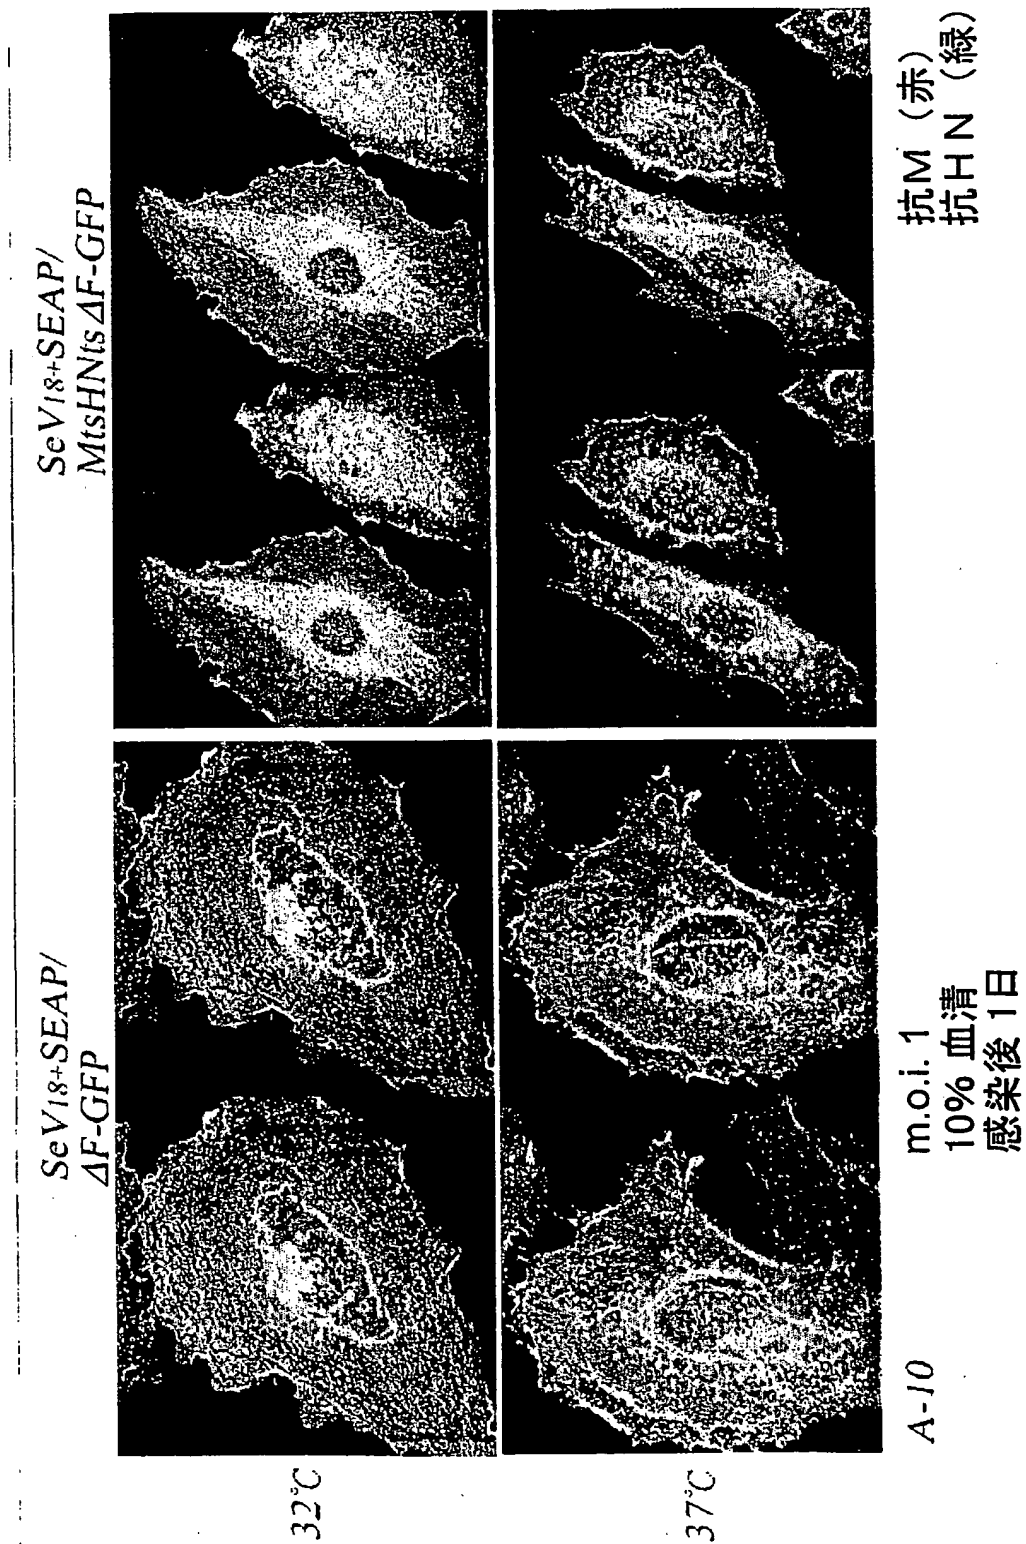 SeV18+SEAP/
ΔF-GFP
SeV18+SEAP/
MtsHNtsΔF-GFP
32℃
37℃
A-10
m.o.i. 1
10% 血清
感染後 1日
抗M (赤)
抗HN (緑)